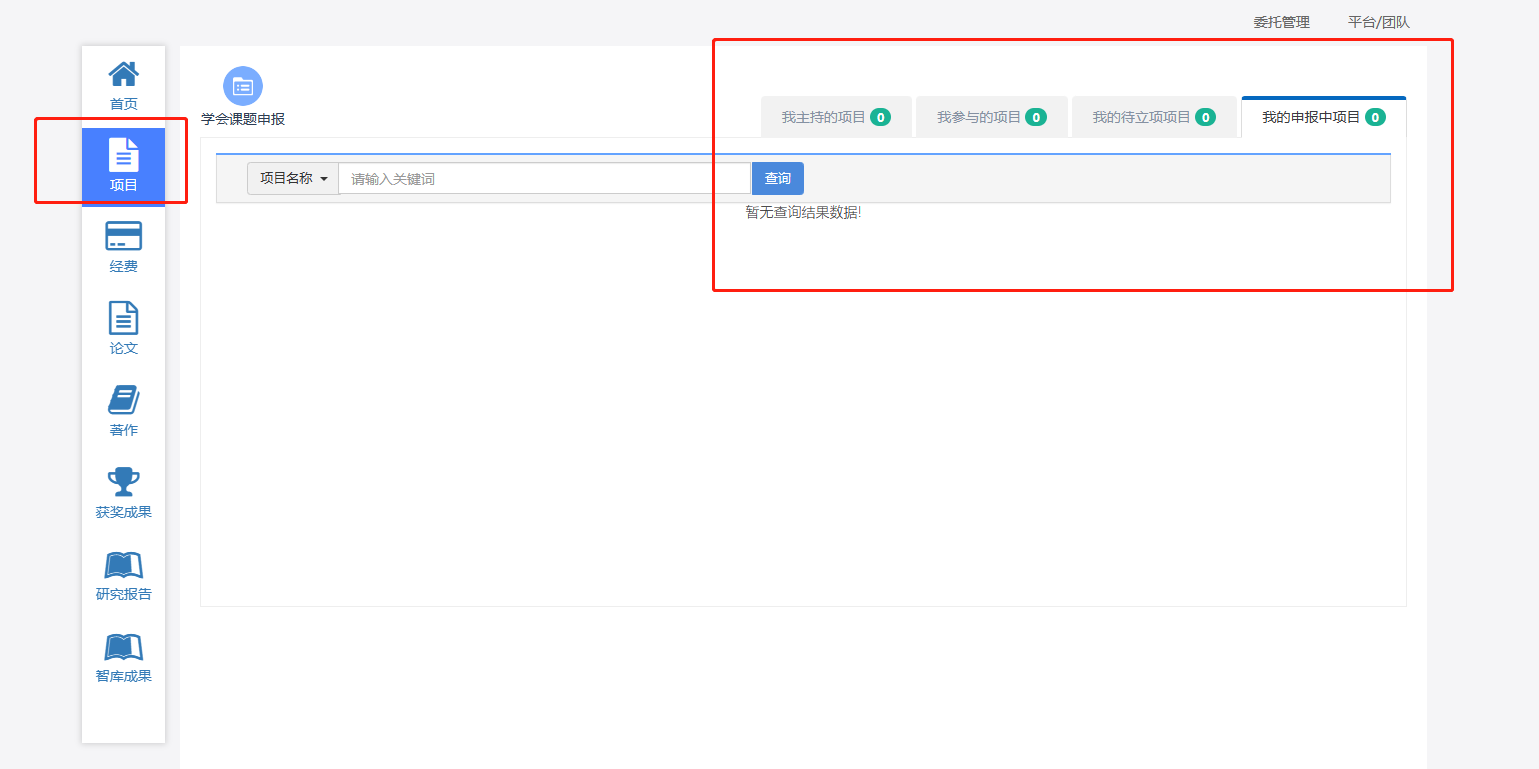 委托管理 平台/团队
首页
项目
经费
论文
著作
获奖成果
研究报告
智库成果
学会课题申报
我主持的项目 0 我参与的项目 0 我的待立项项目 0 我的申报中项目 0
项目名称 请输入关键词 查询
暂无查询结果数据!